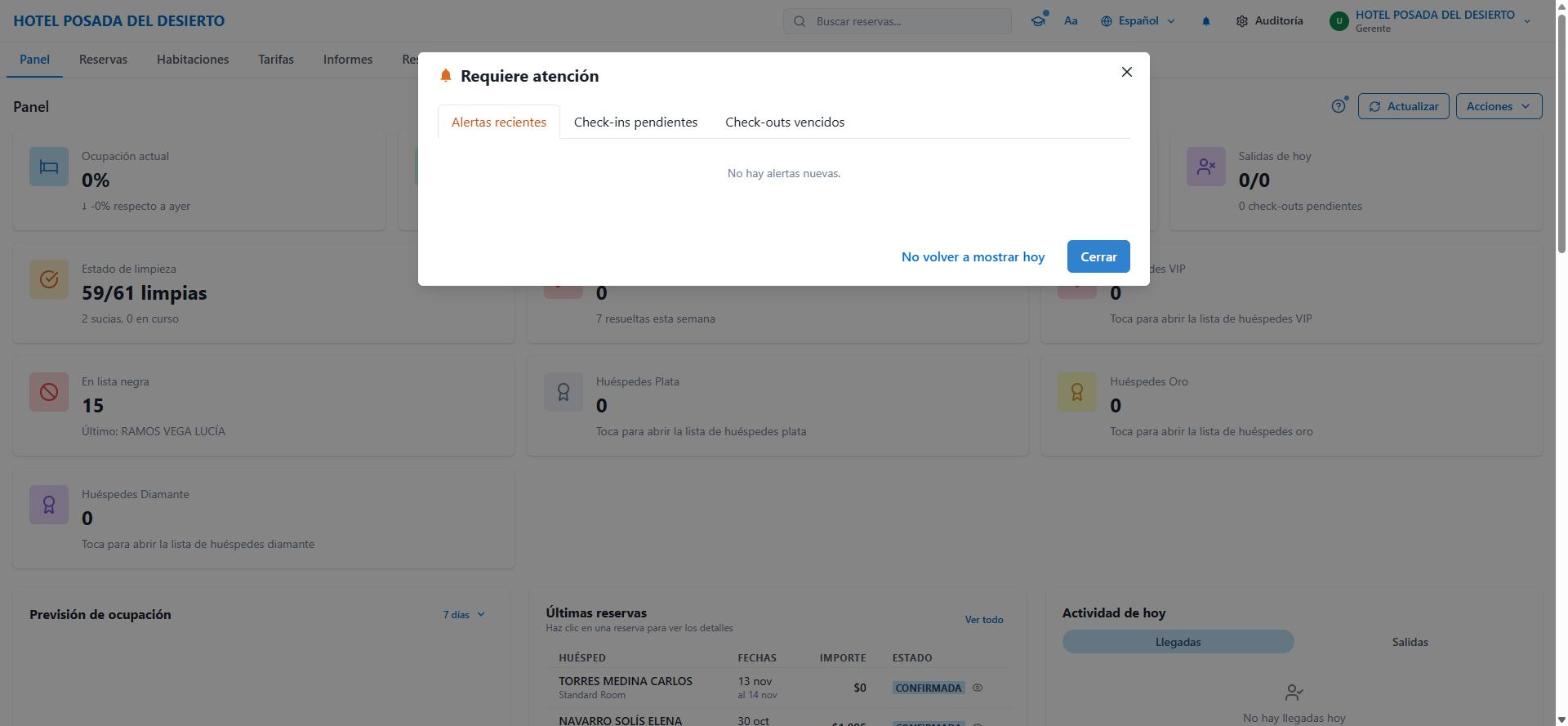 HOTEL POSADA DEL DESIERTO
Buscar reservas...
Aa
Español
Auditoría
U
HOTEL POSADA DEL DESIERTO
Gerente
Panel
Reservas
Habitaciones
Tarifas
Informes
Requiere atención
Alertas recientes
Check-ins pendientes
Check-outs vencidos
No hay alertas nuevas.
No volver a mostrar hoy
Cerrar
Panel
Actualizar
Acciones
Ocupación actual
0%
↓ -0% respecto a ayer
Salidas de hoy
0/0
0 check-outs pendientes
Estado de limpieza
59/61 limpias
2 sucias, 0 en curso
0
7 resueltas esta semana
VIP
0
Toca para abrir la lista de huéspedes VIP
En lista negra
15
Último: RAMOS VEGA LUCÍA
Huéspedes Plata
0
Toca para abrir la lista de huéspedes plata
Huéspedes Oro
0
Toca para abrir la lista de huéspedes oro
Huéspedes Diamante
0
Toca para abrir la lista de huéspedes diamante
Previsión de ocupación
7 días
Últimas reservas
Haz clic en una reserva para ver los detalles
Ver todo
HUÉSPED FECHAS IMPORTE ESTADO
TORRES MEDINA CARLOS 13 nov $0 CONFIRMADA
Standard Room al 14 nov
NAVARRO SOLÍS ELENA 30 oct
Actividad de hoy
Llegadas
Salidas
No hay llegadas hoy